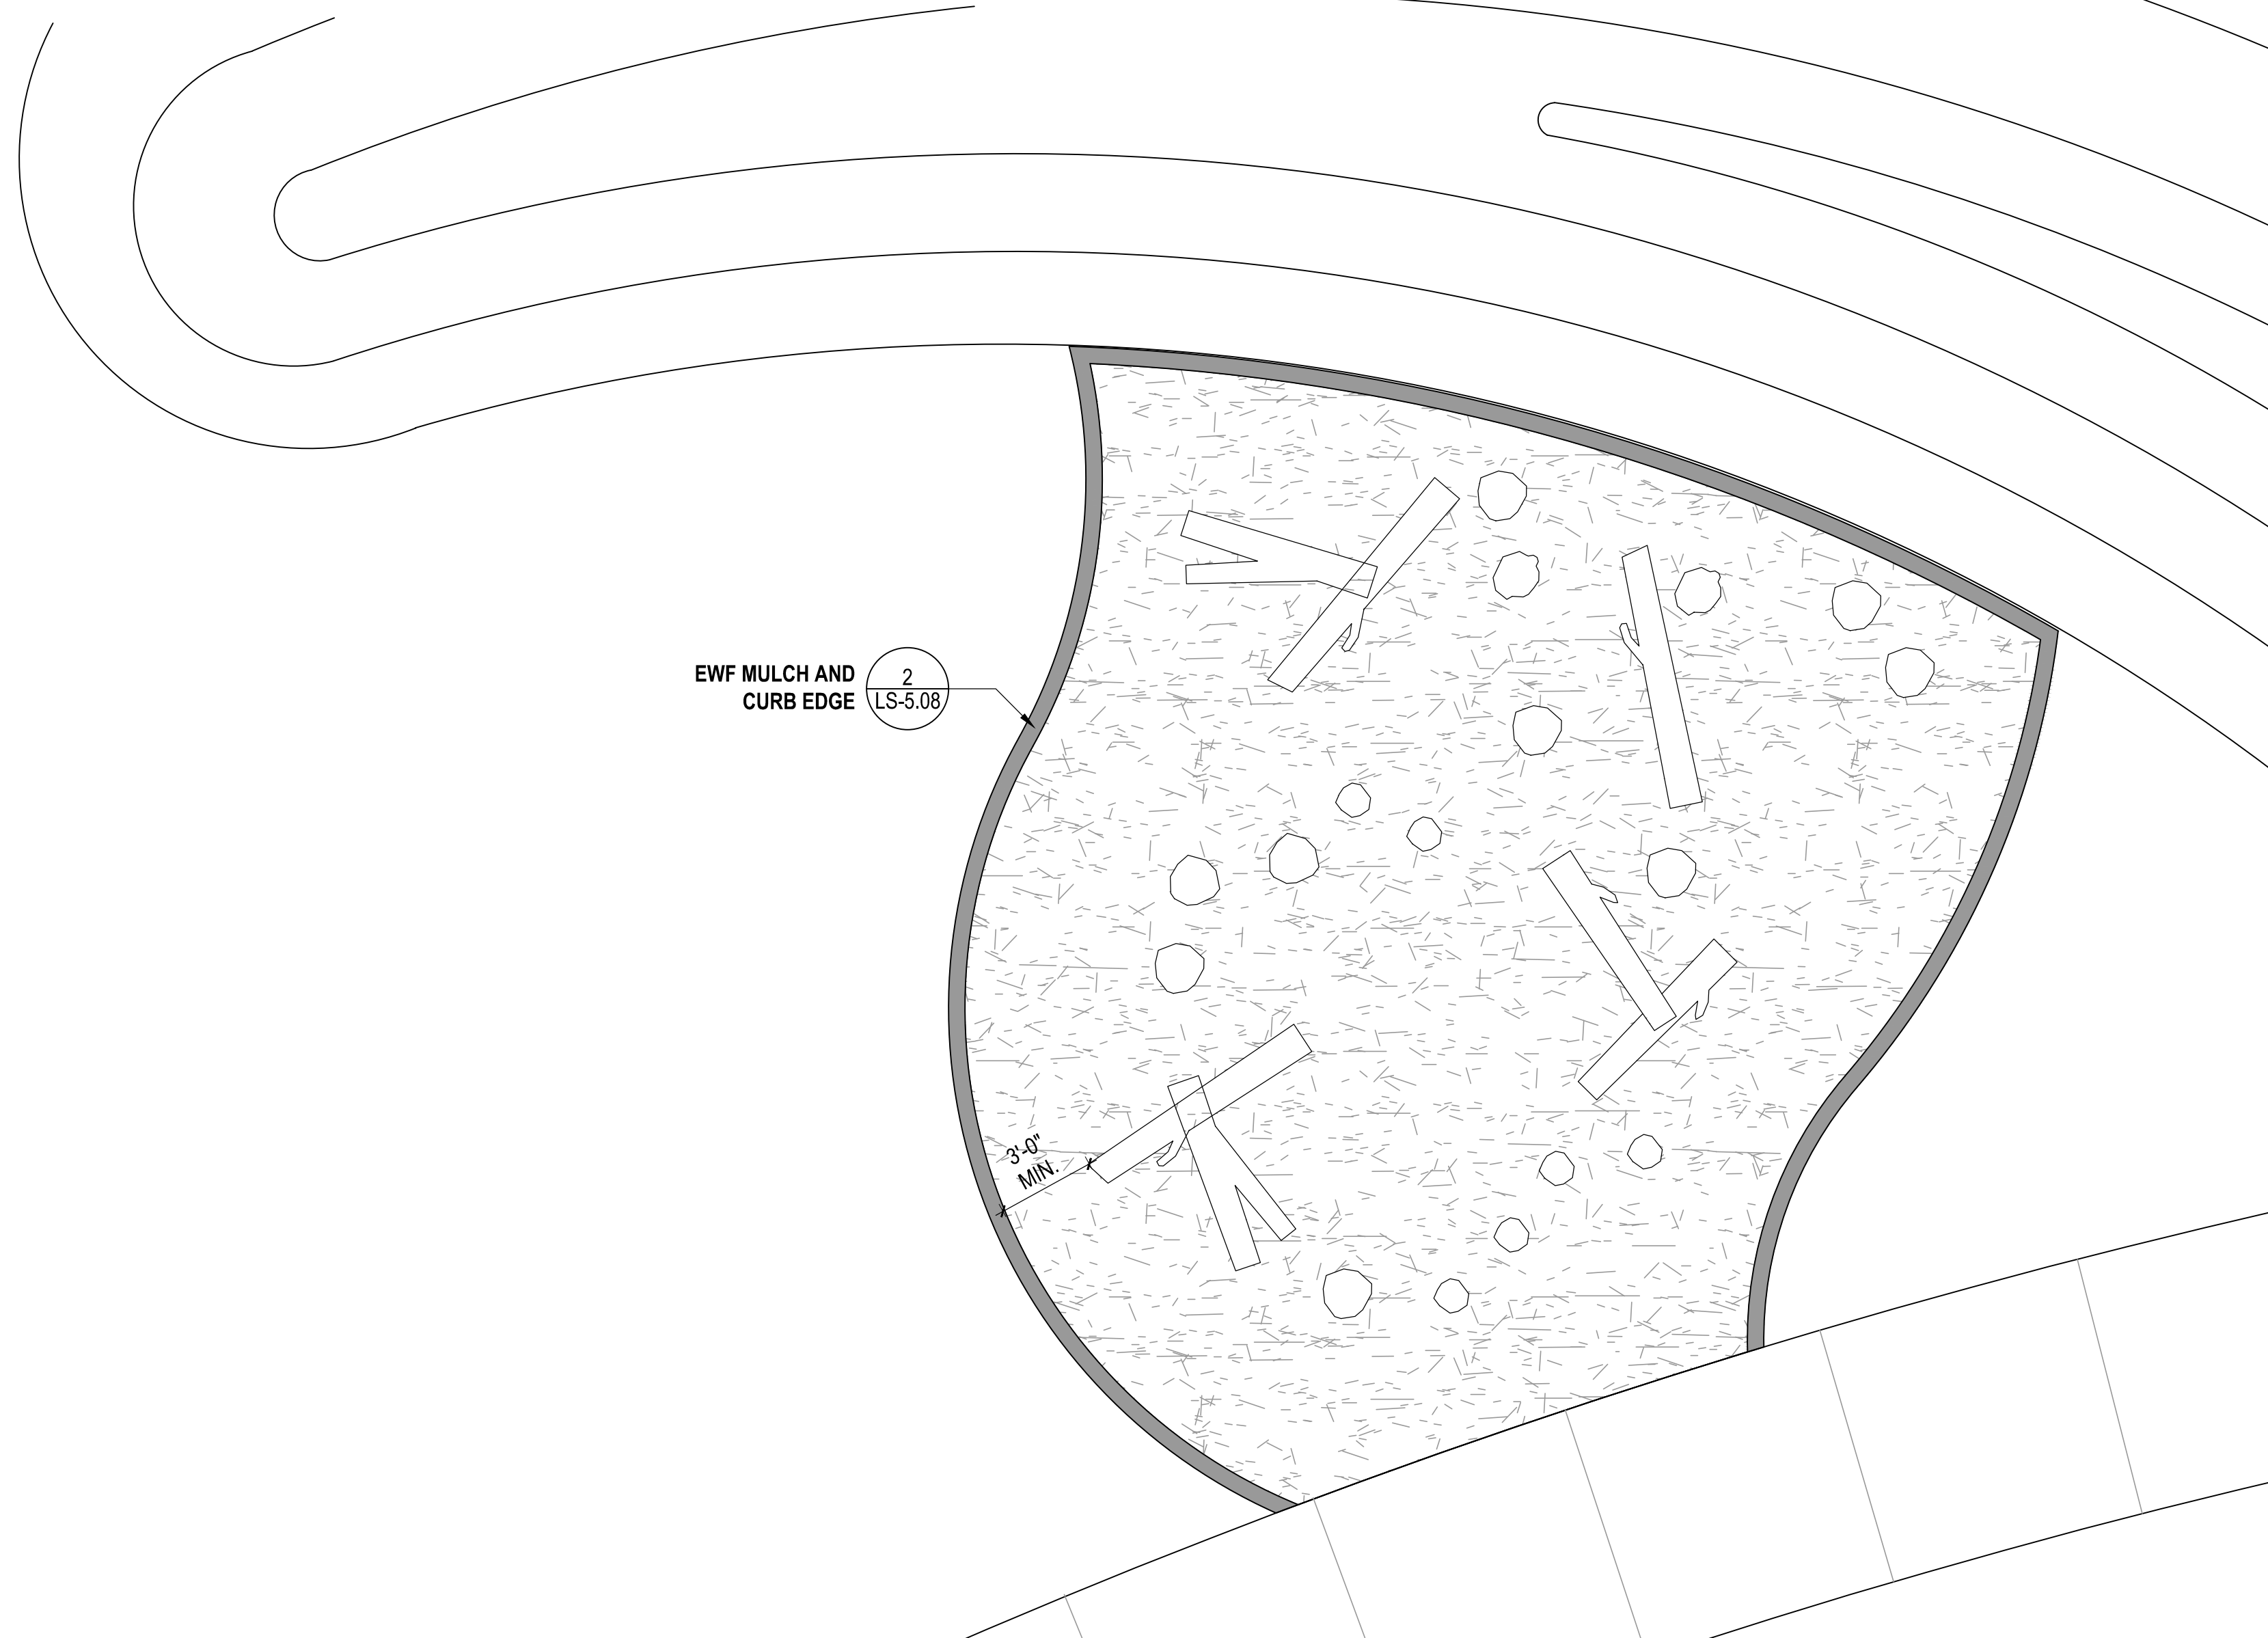 EWF MULCH AND
CURB EDGE
2
LS-5.08
3'-0"
MIN.